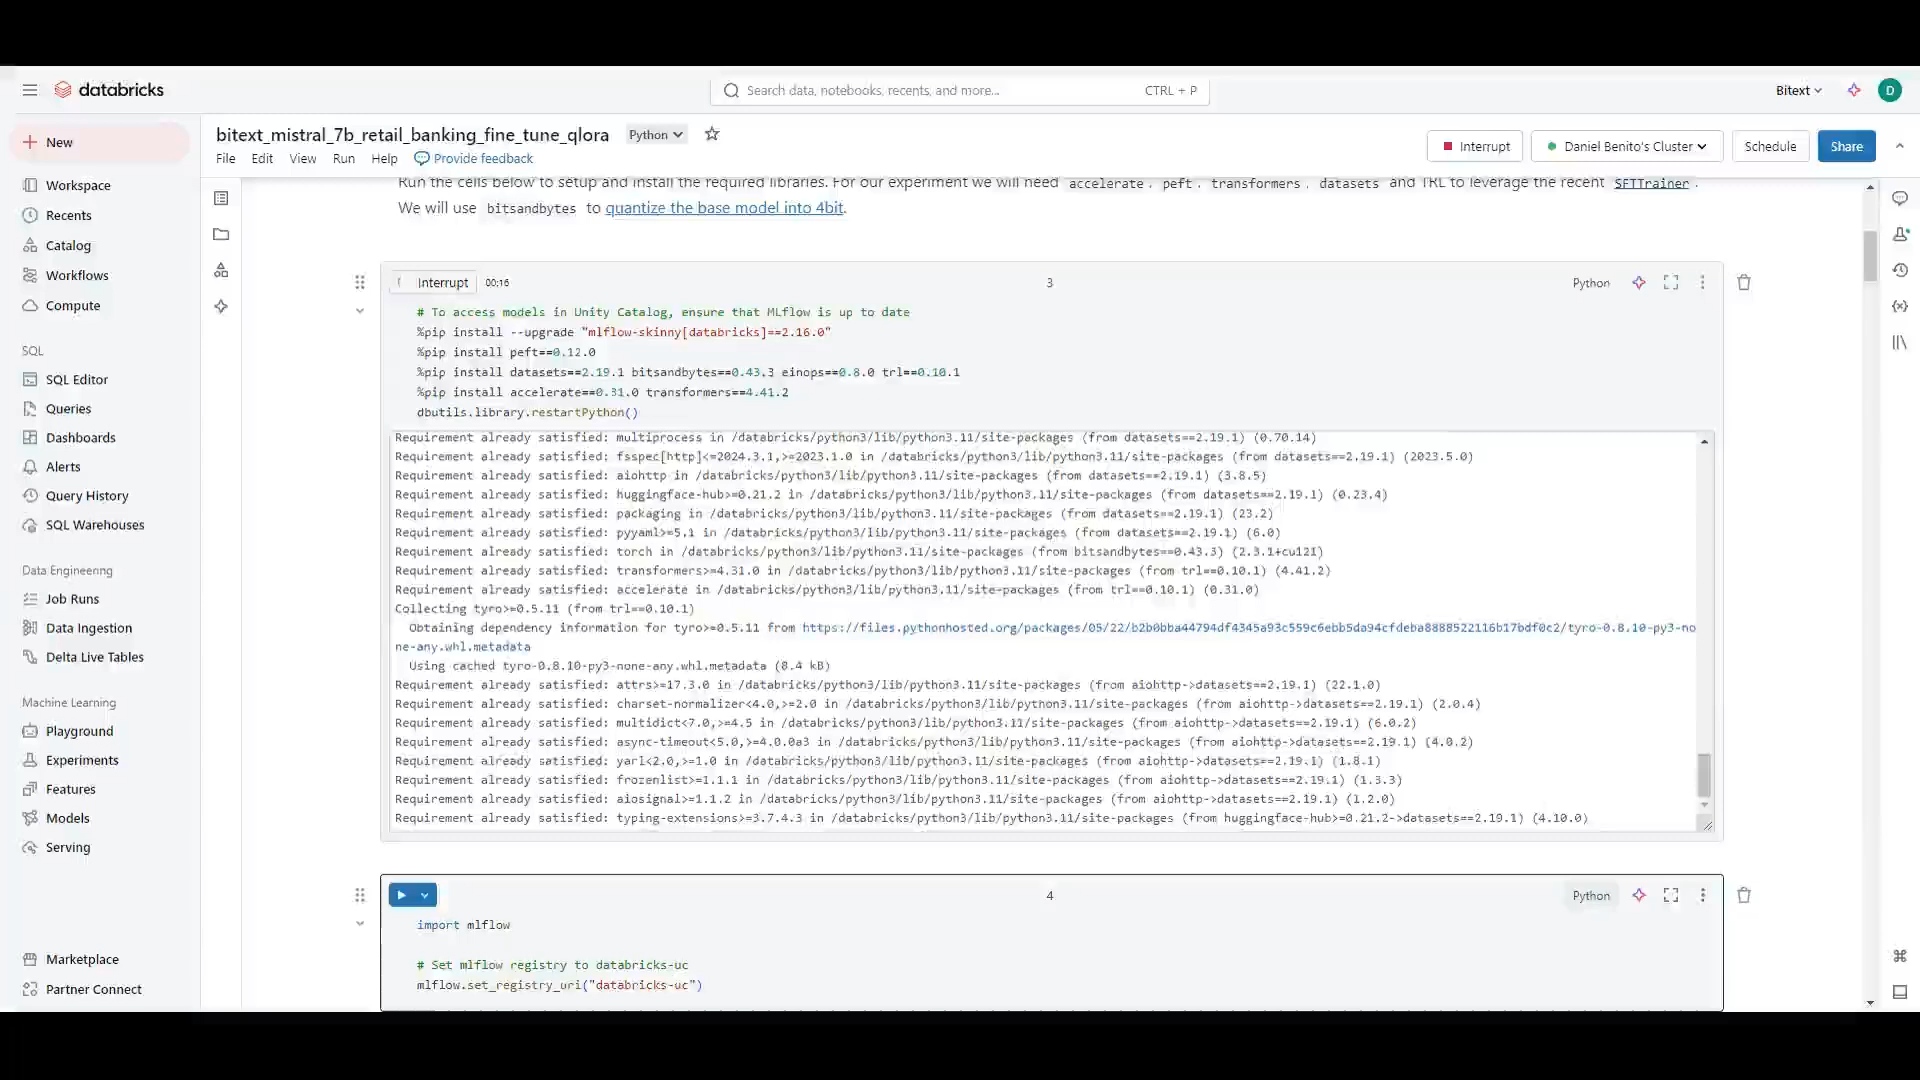 databricks
Search data, notebooks, recents, and more...
CTRL + P
Bitext
D
New
Workspace
Recents
Catalog
Workflows
Compute
SQL
SQL Editor
Queries
Dashboards
Alerts
Query History
SQL Warehouses
Data Engineering
Job Runs
Data Ingestion
Delta Live Tables
Machine Learning
Playground
Experiments
Features
Models
Serving
Marketplace
Partner Connect
bitext_mistral_7b_retail_banking_fine_tune_qlora
Python
File Edit View Run Help Provide feedback
Interrupt
Daniel Benito's Cluster
Schedule
Share
Run the cells below to setup and install the required libraries. For our experiment we will need accelerate, peft, transformers, datasets and TRL to leverage the recent SFTTrainer.
We will use bitsandbytes to quantize the base model into 4bit.
Interrupt 00:16
3
Python
# To access models in Unity Catalog, ensure that MLflow is up to date
%pip install --upgrade "mlflow-skinny[databricks]==2.16.0"
%pip install peft==0.12.0
%pip install datasets==2.19.1 bitsandbytes==0.43.3 einops==0.8.0 trl==0.10.1
%pip install accelerate==0.31.0 transformers==4.41.2
dbutils.library.restartPython()
Requirement already satisfied: multiprocess in /databricks/python3/lib/python3.11/site-packages (from datasets==2.19.1) (0.70.14)
Requirement already satisfied: fsspec[http]<=2024.3.1,>=2023.1.0 in /databricks/python3/lib/python3.11/site-packages (from datasets==2.19.1) (2023.5.0)
Requirement already satisfied: aiohttp in /databricks/python3/lib/python3.11/site-packages (from datasets==2.19.1) (3.8.5)
Requirement already satisfied: huggingface-hub>=0.21.2 in /databricks/python3/lib/python3.11/site-packages (from datasets==2.19.1) (0.23.4)
Requirement already satisfied: packaging in /databricks/python3/lib/python3.11/site-packages (from datasets==2.19.1) (23.2)
Requirement already satisfied: pyyaml>=5.1 in /databricks/python3/lib/python3.11/site-packages (from datasets==2.19.1) (6.0)
Requirement already satisfied: torch in /databricks/python3/lib/python3.11/site-packages (from bitsandbytes==0.43.3) (2.3.1+cu121)
Requirement already satisfied: transformers>=4.31.0 in /databricks/python3/lib/python3.11/site-packages (from trl==0.10.1) (4.41.2)
Requirement already satisfied: accelerate in /databricks/python3/lib/python3.11/site-packages (from trl==0.10.1) (0.31.0)
Collecting tyro>=0.5.11 (from trl==0.10.1)
Obtaining dependency information for tyro>=0.5.11 from https://files.pythonhosted.org/packages/05/22/b2b0bba44794df4345a93c559c6ebb5da94cfdeba8888522116b17bdf0c2/tyro-0.8.10-py3-no
ne-any.whl.metadata
Using cached tyro-0.8.10-py3-none-any.whl.metadata (8.4 kB)
Requirement already satisfied: attrs>=17.3.0 in /databricks/python3/lib/python3.11/site-packages (from aiohttp->datasets==2.19.1) (22.1.0)
Requirement already satisfied: charset-normalizer<4.0,>=2.0 in /databricks/python3/lib/python3.11/site-packages (from aiohttp->datasets==2.19.1) (2.0.4)
Requirement already satisfied: multidict<7.0,>=4.5 in /databricks/python3/lib/python3.11/site-packages (from aiohttp->datasets==2.19.1) (6.0.2)
Requirement already satisfied: async-timeout<5.0,>=4.0.0a3 in /databricks/python3/lib/python3.11/site-packages (from aiohttp->datasets==2.19.1) (4.0.2)
Requirement already satisfied: yarl<2.0,>=1.0 in /databricks/python3/lib/python3.11/site-packages (from aiohttp->datasets==2.19.1) (1.8.1)
Requirement already satisfied: frozenlist>=1.1.1 in /databricks/python3/lib/python3.11/site-packages (from aiohttp->datasets==2.19.1) (1.3.3)
Requirement already satisfied: aiosignal>=1.1.2 in /databricks/python3/lib/python3.11/site-packages (from aiohttp->datasets==2.19.1) (1.2.0)
Requirement already satisfied: typing-extensions>=3.7.4.3 in /databricks/python3/lib/python3.11/site-packages (from huggingface-hub>=0.21.2->datasets==2.19.1) (4.10.0)
4
Python
import mlflow
# Set mlflow registry to databricks-uc
mlflow.set_registry_uri("databricks-uc")